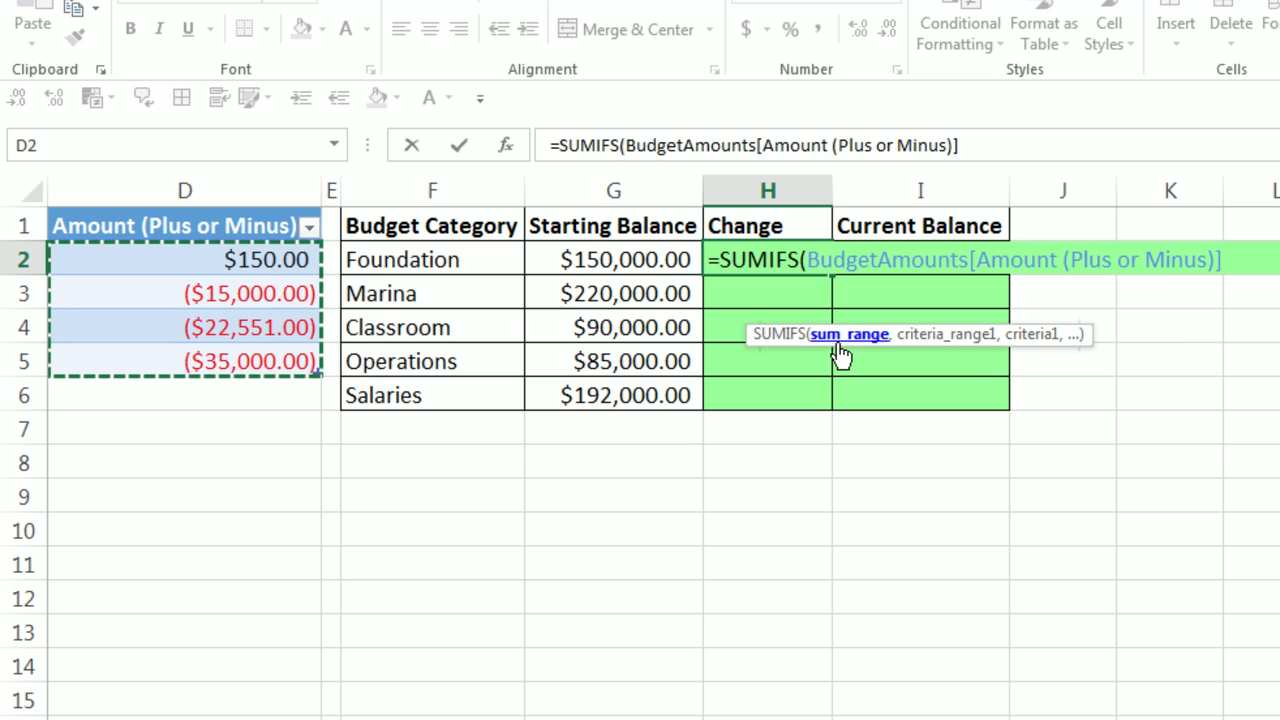 Paste
B I U A Merge & Center $ % , .00 .0 Conditional Formatting Format as Table Cell Styles Insert Delete
Clipboard Font Alignment Number Styles Cells
A
D2 fx =SUMIFS(BudgetAmounts[Amount (Plus or Minus)]
D E F G H I J K L
1 Amount (Plus or Minus) Budget Category Starting Balance Change Current Balance
2 $150.00 Foundation $150,000.00 =SUMIFS(BudgetAmounts[Amount (Plus or Minus)]
3 ($15,000.00) Marina $220,000.00
4 ($22,551.00) Classroom $90,000.00 SUMIFS(sum_range, criteria_range1, criteria1, ...)
5 ($35,000.00) Operations $85,000.00
6 Salaries $192,000.00
7
8
9
10
11
12
13
14
15